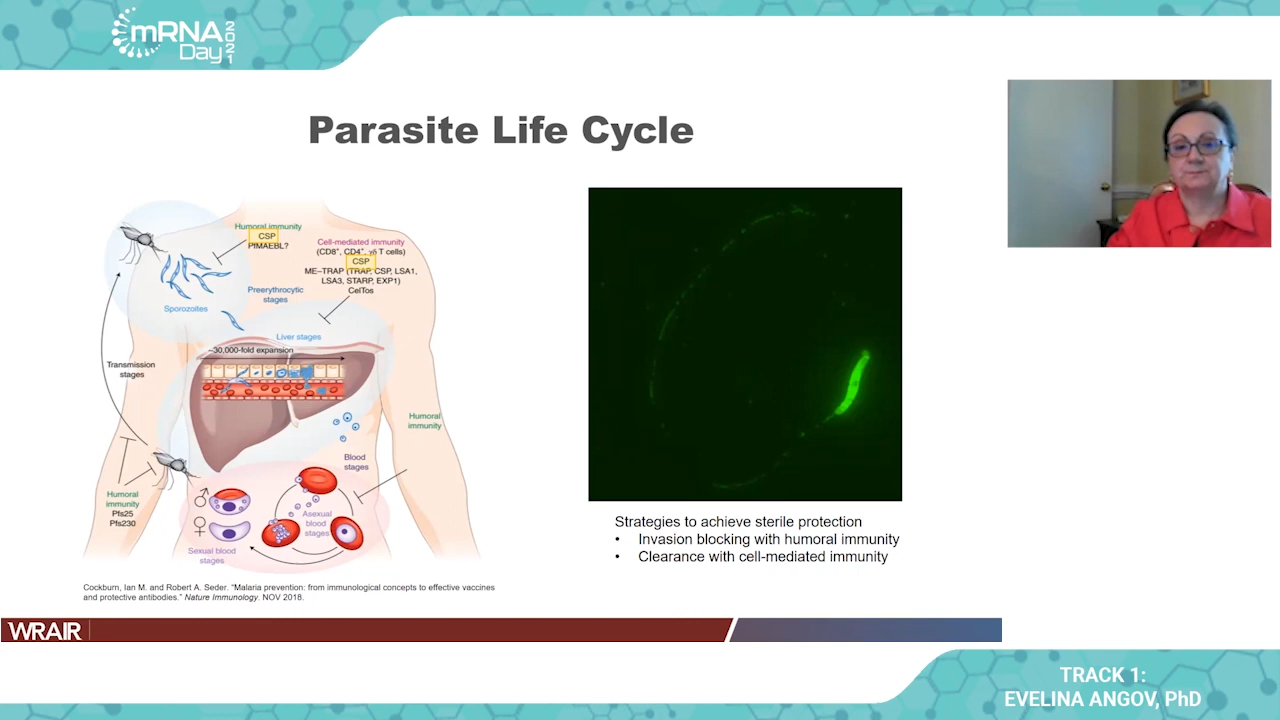 mRNA
Day
2021
Parasite Life Cycle
Humoral immunity
CSP
PfMAEBL?
Cell-mediated immunity
(CD8+, CD4+, γδ T cells)
CSP
ME–TRAP (TRAP, CSP, LSA1,
LSA3, STARP, EXP1)
CelTos
Preerythrocytic
stages
Sporozoites
Liver stages
~30,000-fold expansion
Transmission
stages
Humoral
immunity
Blood
stages
Humoral
immunity
Pfs25
Pfs230
♂
♀
Asexual
blood
stages
Sexual blood
stages
Strategies to achieve sterile protection
• Invasion blocking with humoral immunity
• Clearance with cell-mediated immunity
Cockburn, Ian M. and Robert A. Seder. “Malaria prevention: from immunological concepts to effective vaccines
and protective antibodies.” Nature Immunology. NOV 2018.
WRAIR
TRACK 1:
EVELINA ANGOV, PhD